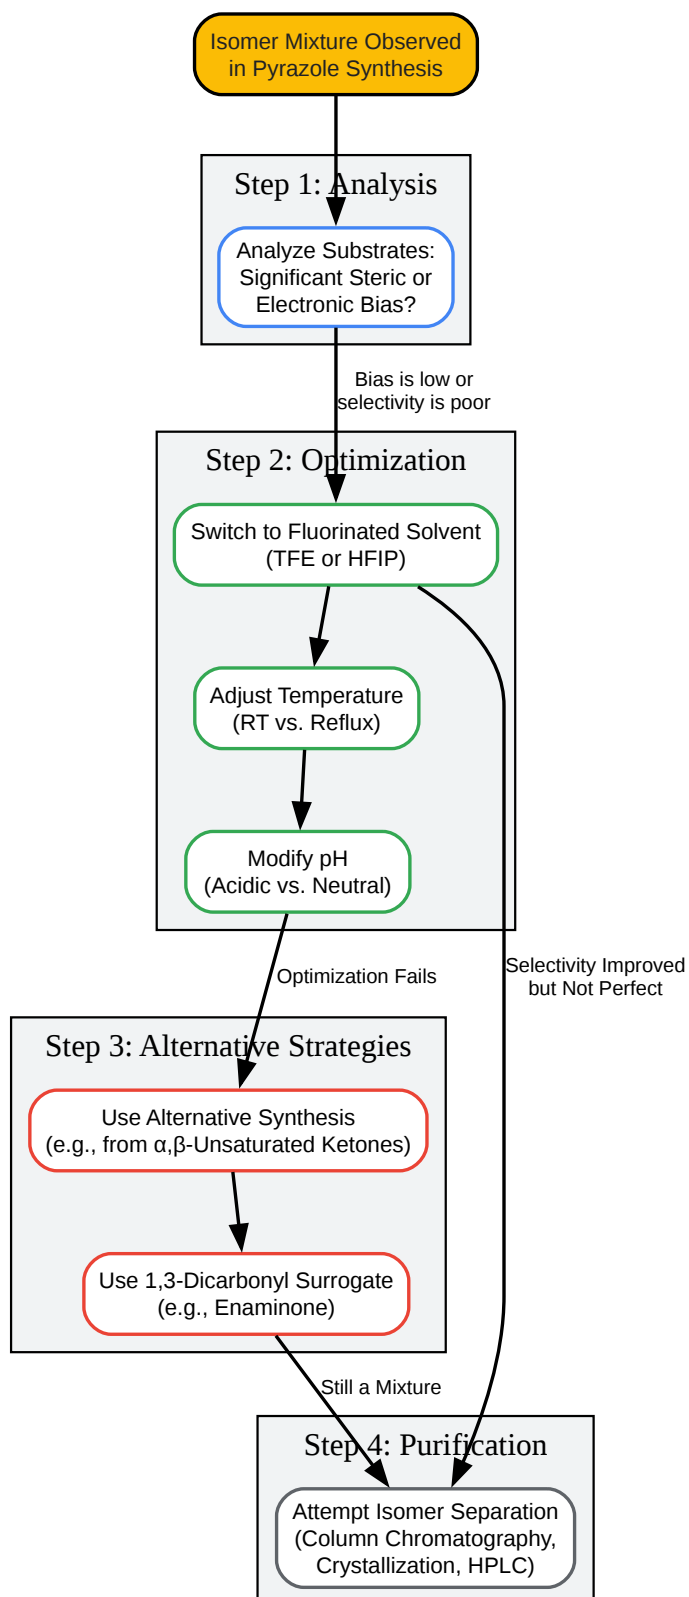 Isomer Mixture Observed
in Pyrazole Synthesis
Step 1: Analysis
Analyze Substrates:
Significant Steric or
Electronic Bias?
Bias is low or
selectivity is poor
Step 2: Optimization
Switch to Fluorinated Solvent
(TFE or HFIP)
Adjust Temperature
(RT vs. Reflux)
Modify pH
(Acidic vs. Neutral)
Optimization Fails
Selectivity Improved
but Not Perfect
Step 3: Alternative Strategies
Use Alternative Synthesis
(e.g., from α,β-Unsaturated Ketones)
Use 1,3-Dicarbonyl Surrogate
(e.g., Enaminone)
Still a Mixture
Step 4: Purification
Attempt Isomer Separation
(Column Chromatography,
Crystallization, HPLC)